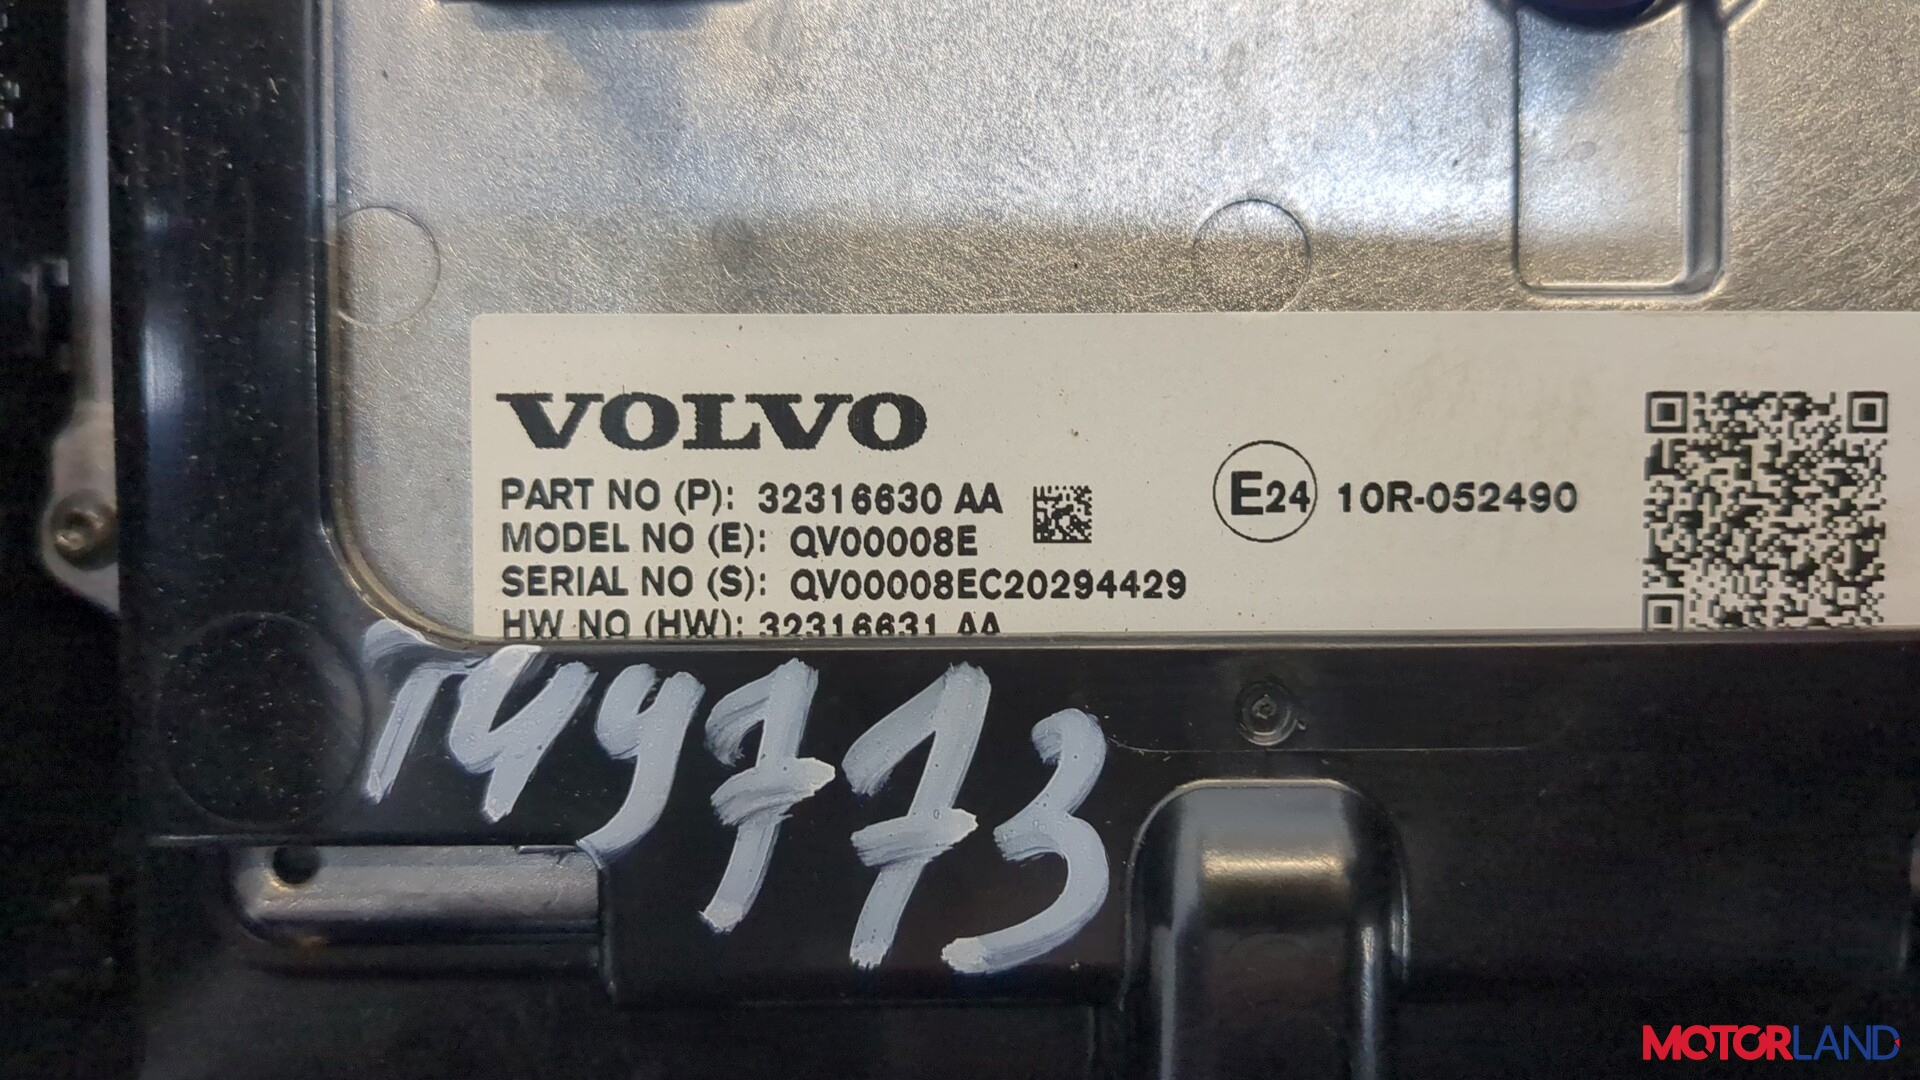 VOLVO
PART NO (P): 32316630 AA
MODEL NO (E): QV00008E
SERIAL NO (S): QV00008EC20294429
HW NO (HW): 32316631 AA
E24 10R-052490
T49773
MOTORLAND